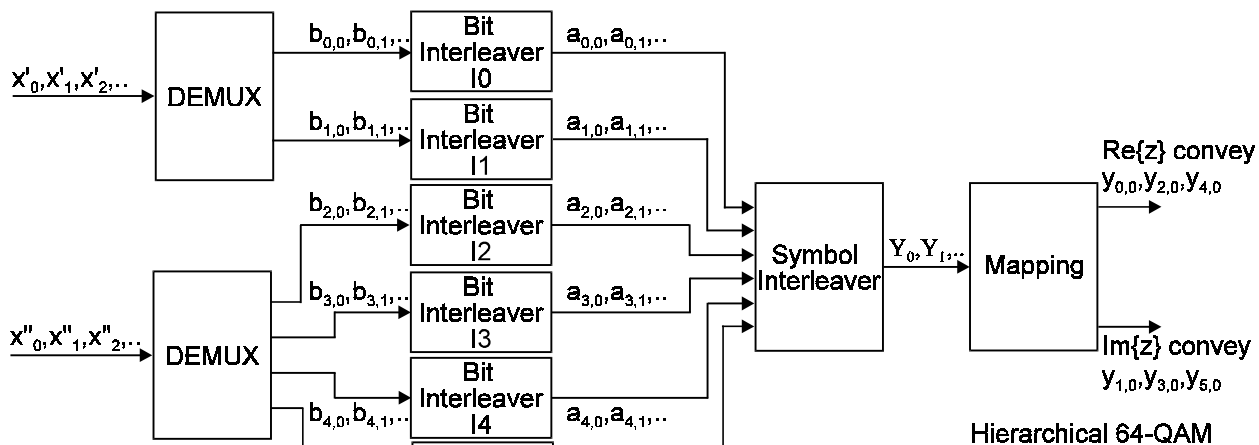 x'0,x'1,x'2,..
DEMUX
b0,0,b0,1,..
Bit
Interleaver
I0
a0,0,a0,1,..
b1,0,b1,1,..
Bit
Interleaver
I1
a1,0,a1,1,..
x"0,x"1,x"2,..
DEMUX
b2,0,b2,1,..
Bit
Interleaver
I2
a2,0,a2,1,..
b3,0,b3,1,..
Bit
Interleaver
I3
a3,0,a3,1,..
b4,0,b4,1,..
Bit
Interleaver
I4
a4,0,a4,1,..
Symbol
Interleaver
Y0,Y1,..
Mapping
Re{z} convey
y0,0,y2,0,y4,0
Im{z} convey
y1,0,y3,0,y5,0
Hierarchical 64-QAM